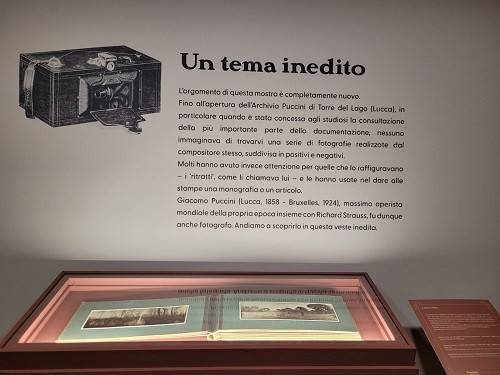 Un tema inedito
L'argomento di questa mostra è completamente nuovo.
Fino all'apertura dell'Archivio Puccini di Torre del Lago (Lucca), in
particolare quando è stata concessa agli studiosi la consultazione
della più importante parte della documentazione, nessuno
immaginava di trovarvi una serie di fotografie realizzate dal
compositore stesso, suddivisa in positivi e negativi.
Molti hanno avuto invece attenzione per quelle che lo raffiguravano
– i 'ritratti', come li chiamava lui – e le hanno usate nel dare alle
stampe una monografia o un articolo.
Giacomo Puccini (Lucca, 1858 - Bruxelles, 1924), massimo operista
mondiale della propria epoca insieme con Richard Strauss, fu dunque
anche fotografo. Andiamo a scoprirlo in questa veste inedita.